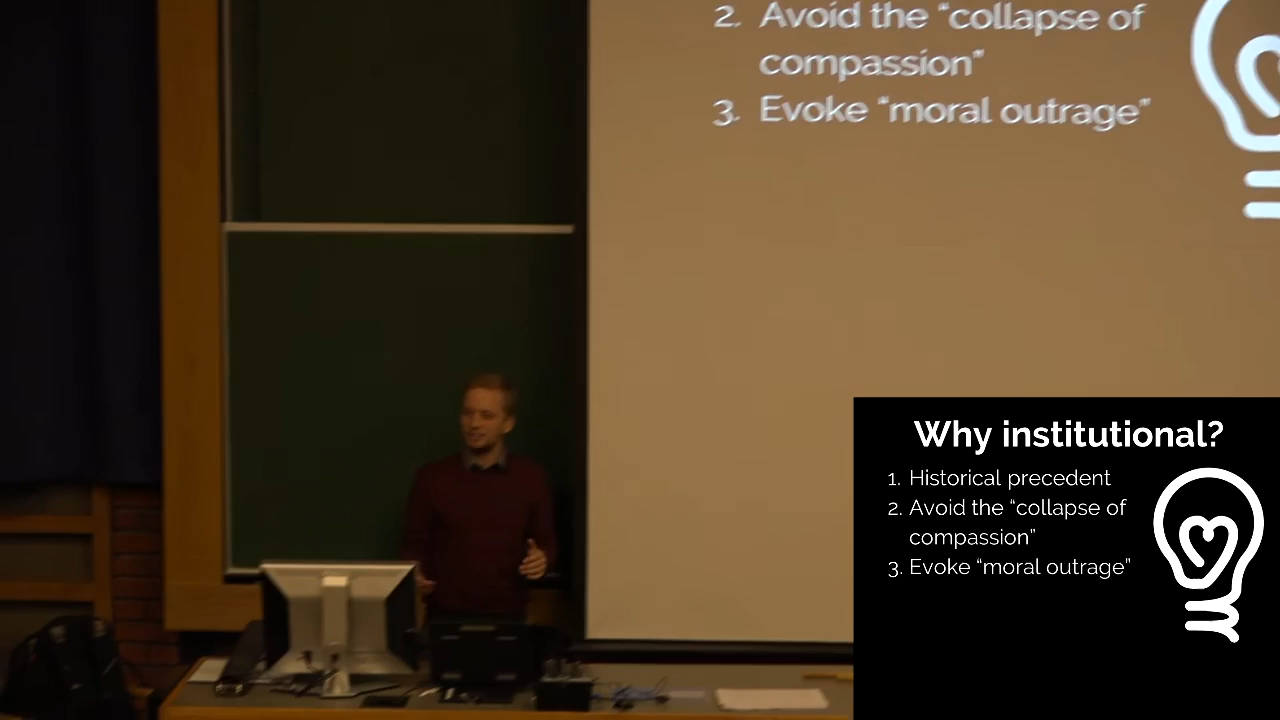 2. Avoid the “collapse of
compassion”
3. Evoke “moral outrage”
Why institutional?
1. Historical precedent
2. Avoid the “collapse of
compassion”
3. Evoke “moral outrage”